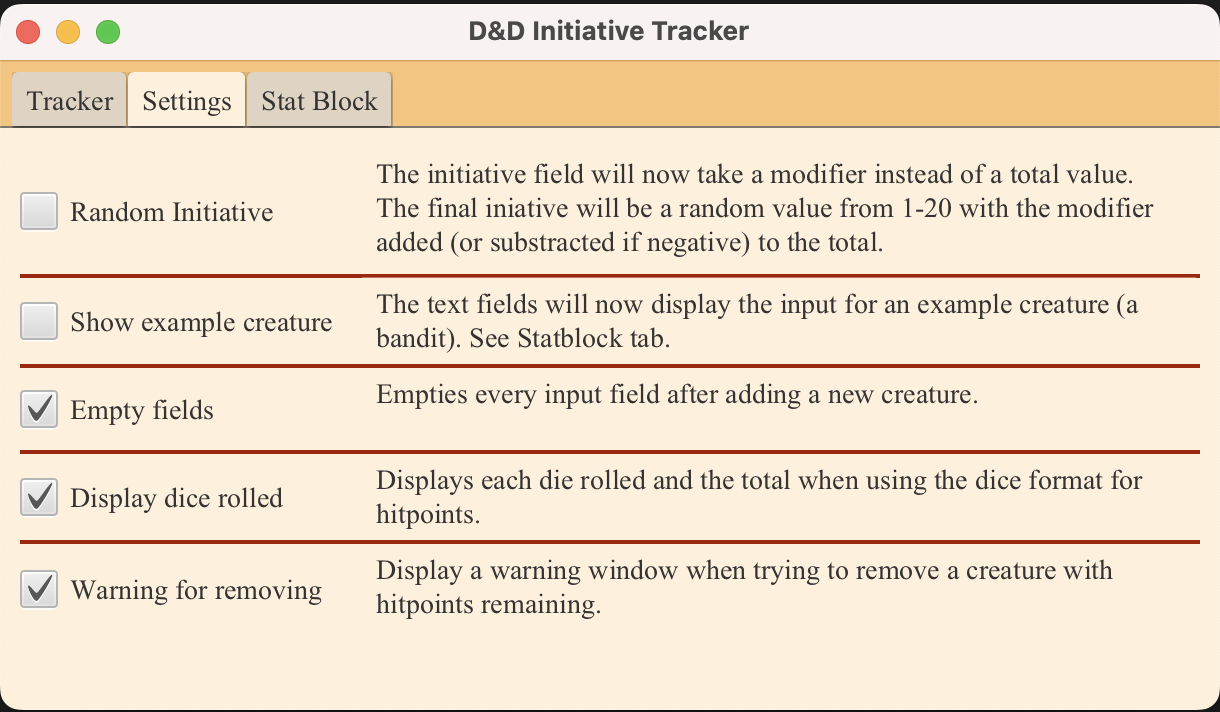 D&D Initiative Tracker
Tracker
Settings
Stat Block
Random Initiative
The initiative field will now take a modifier instead of a total value.
The final iniative will be a random value from 1-20 with the modifier
added (or substracted if negative) to the total.
Show example creature
The text fields will now display the input for an example creature (a
bandit). See Statblock tab.
Empty fields
Empties every input field after adding a new creature.
Display dice rolled
Displays each die rolled and the total when using the dice format for
hitpoints.
Warning for removing
Display a warning window when trying to remove a creature with
hitpoints remaining.